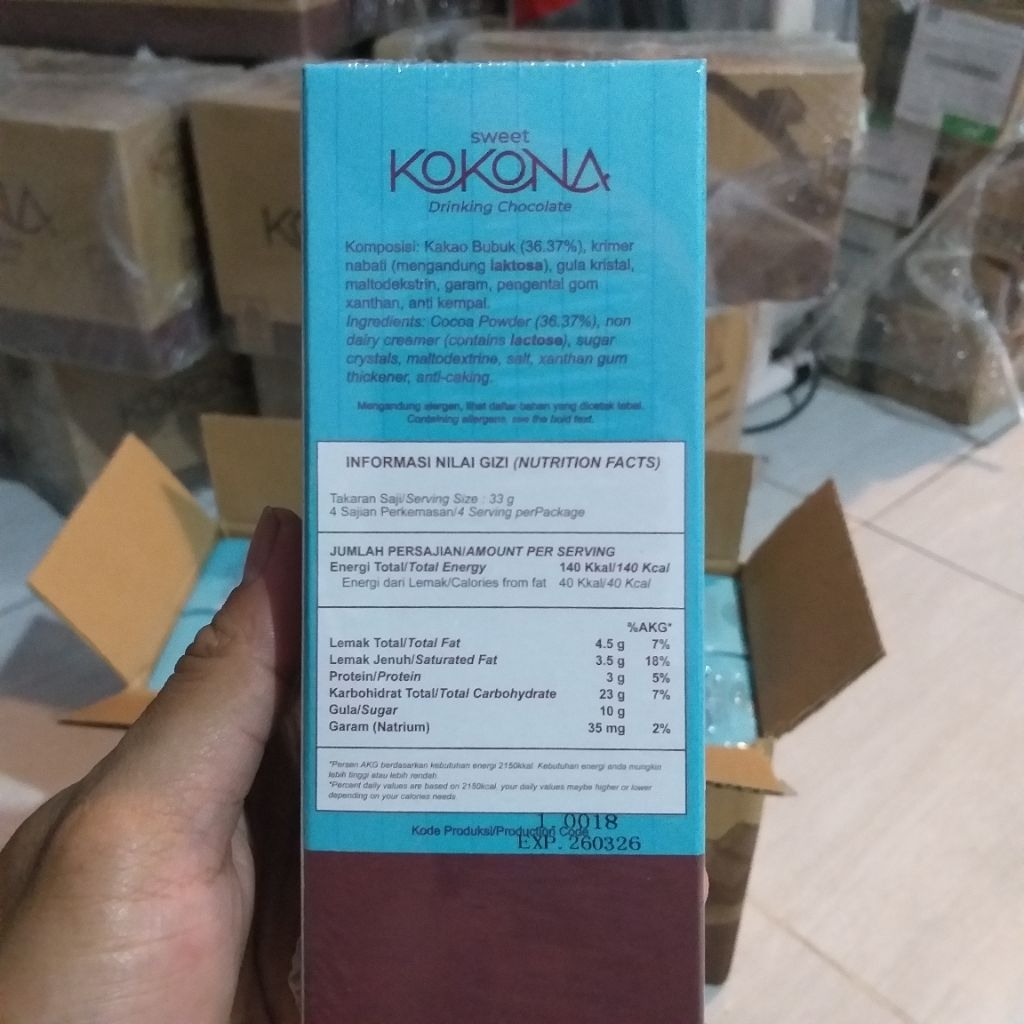 sweet
KOKONA
Drinking Chocolate
Komposisi: Kakao Bubuk (36.37%), krimer
nabati (mengandung laktosa), gula kristal,
maltodekstrin, garam, pengental gom
xanthan, anti kempal.
Ingredients: Cocoa Powder (36.37%), non
dairy creamer (contains lactose), sugar
crystals, maltodextrine, salt, xanthan gum
thickener, anti-caking.
Mengandung alergen, lihat daftar bahan yang dicetak tebal.
Containing allergens, see the bold text.
INFORMASI NILAI GIZI (NUTRITION FACTS)
Takaran Saji/Serving Size : 33 g
4 Sajian Perkemasan/4 Serving perPackage
JUMLAH PERSAJIAN/AMOUNT PER SERVING
Energi Total/Total Energy 140 Kkal/140 Kcal
Energi dari Lemak/Calories from fat 40 Kkal/40 Kcal
%AKG*
Lemak Total/Total Fat 4.5 g 7%
Lemak Jenuh/Saturated Fat 3.5 g 18%
Protein/Protein 3 g 5%
Karbohidrat Total/Total Carbohydrate 23 g 7%
Gula/Sugar 10 g
Garam (Natrium) 35 mg 2%
*Persen AKG berdasarkan kebutuhan energi 2150kkal. Kebutuhan energi anda mungkin
lebih tinggi atau lebih rendah.
*Percent daily values are based on 2150kcal, your daily values maybe higher or lower
depending on your calories needs.
1 0018
Kode Produksi/Production Code
EXP. 260326